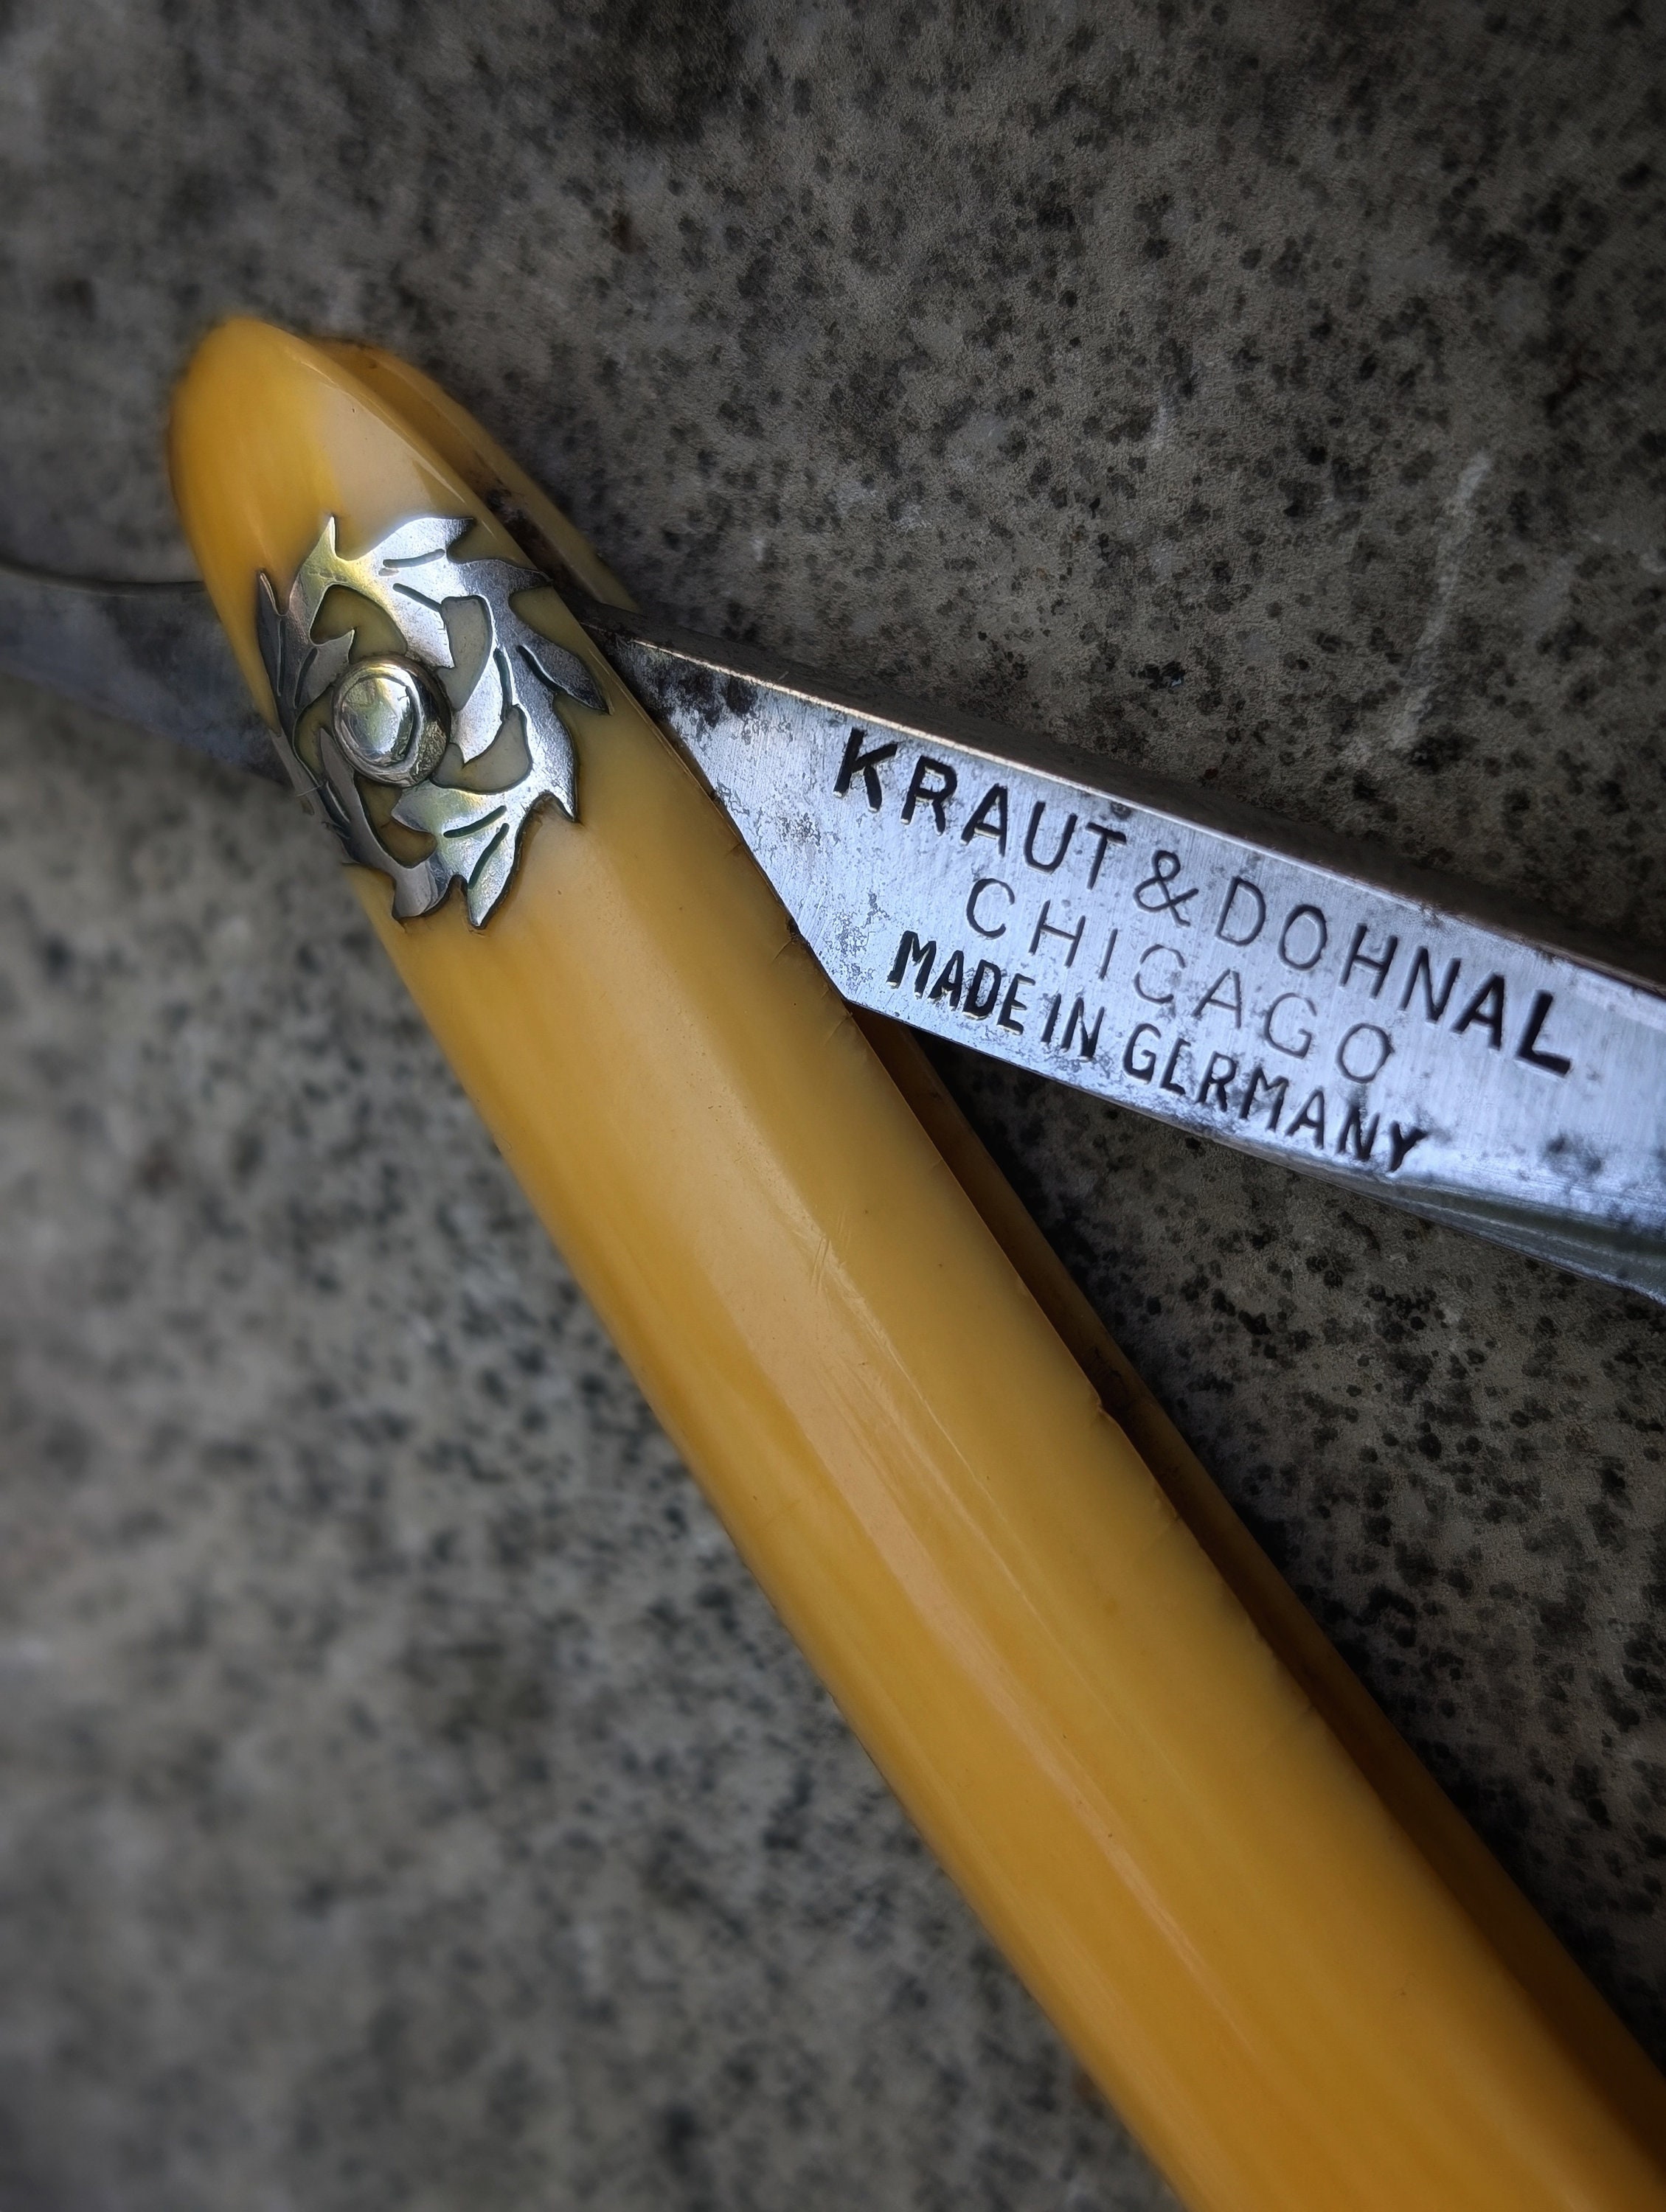 KRAUT & DOHNAL
CHICAGO
MADE IN GERMANY